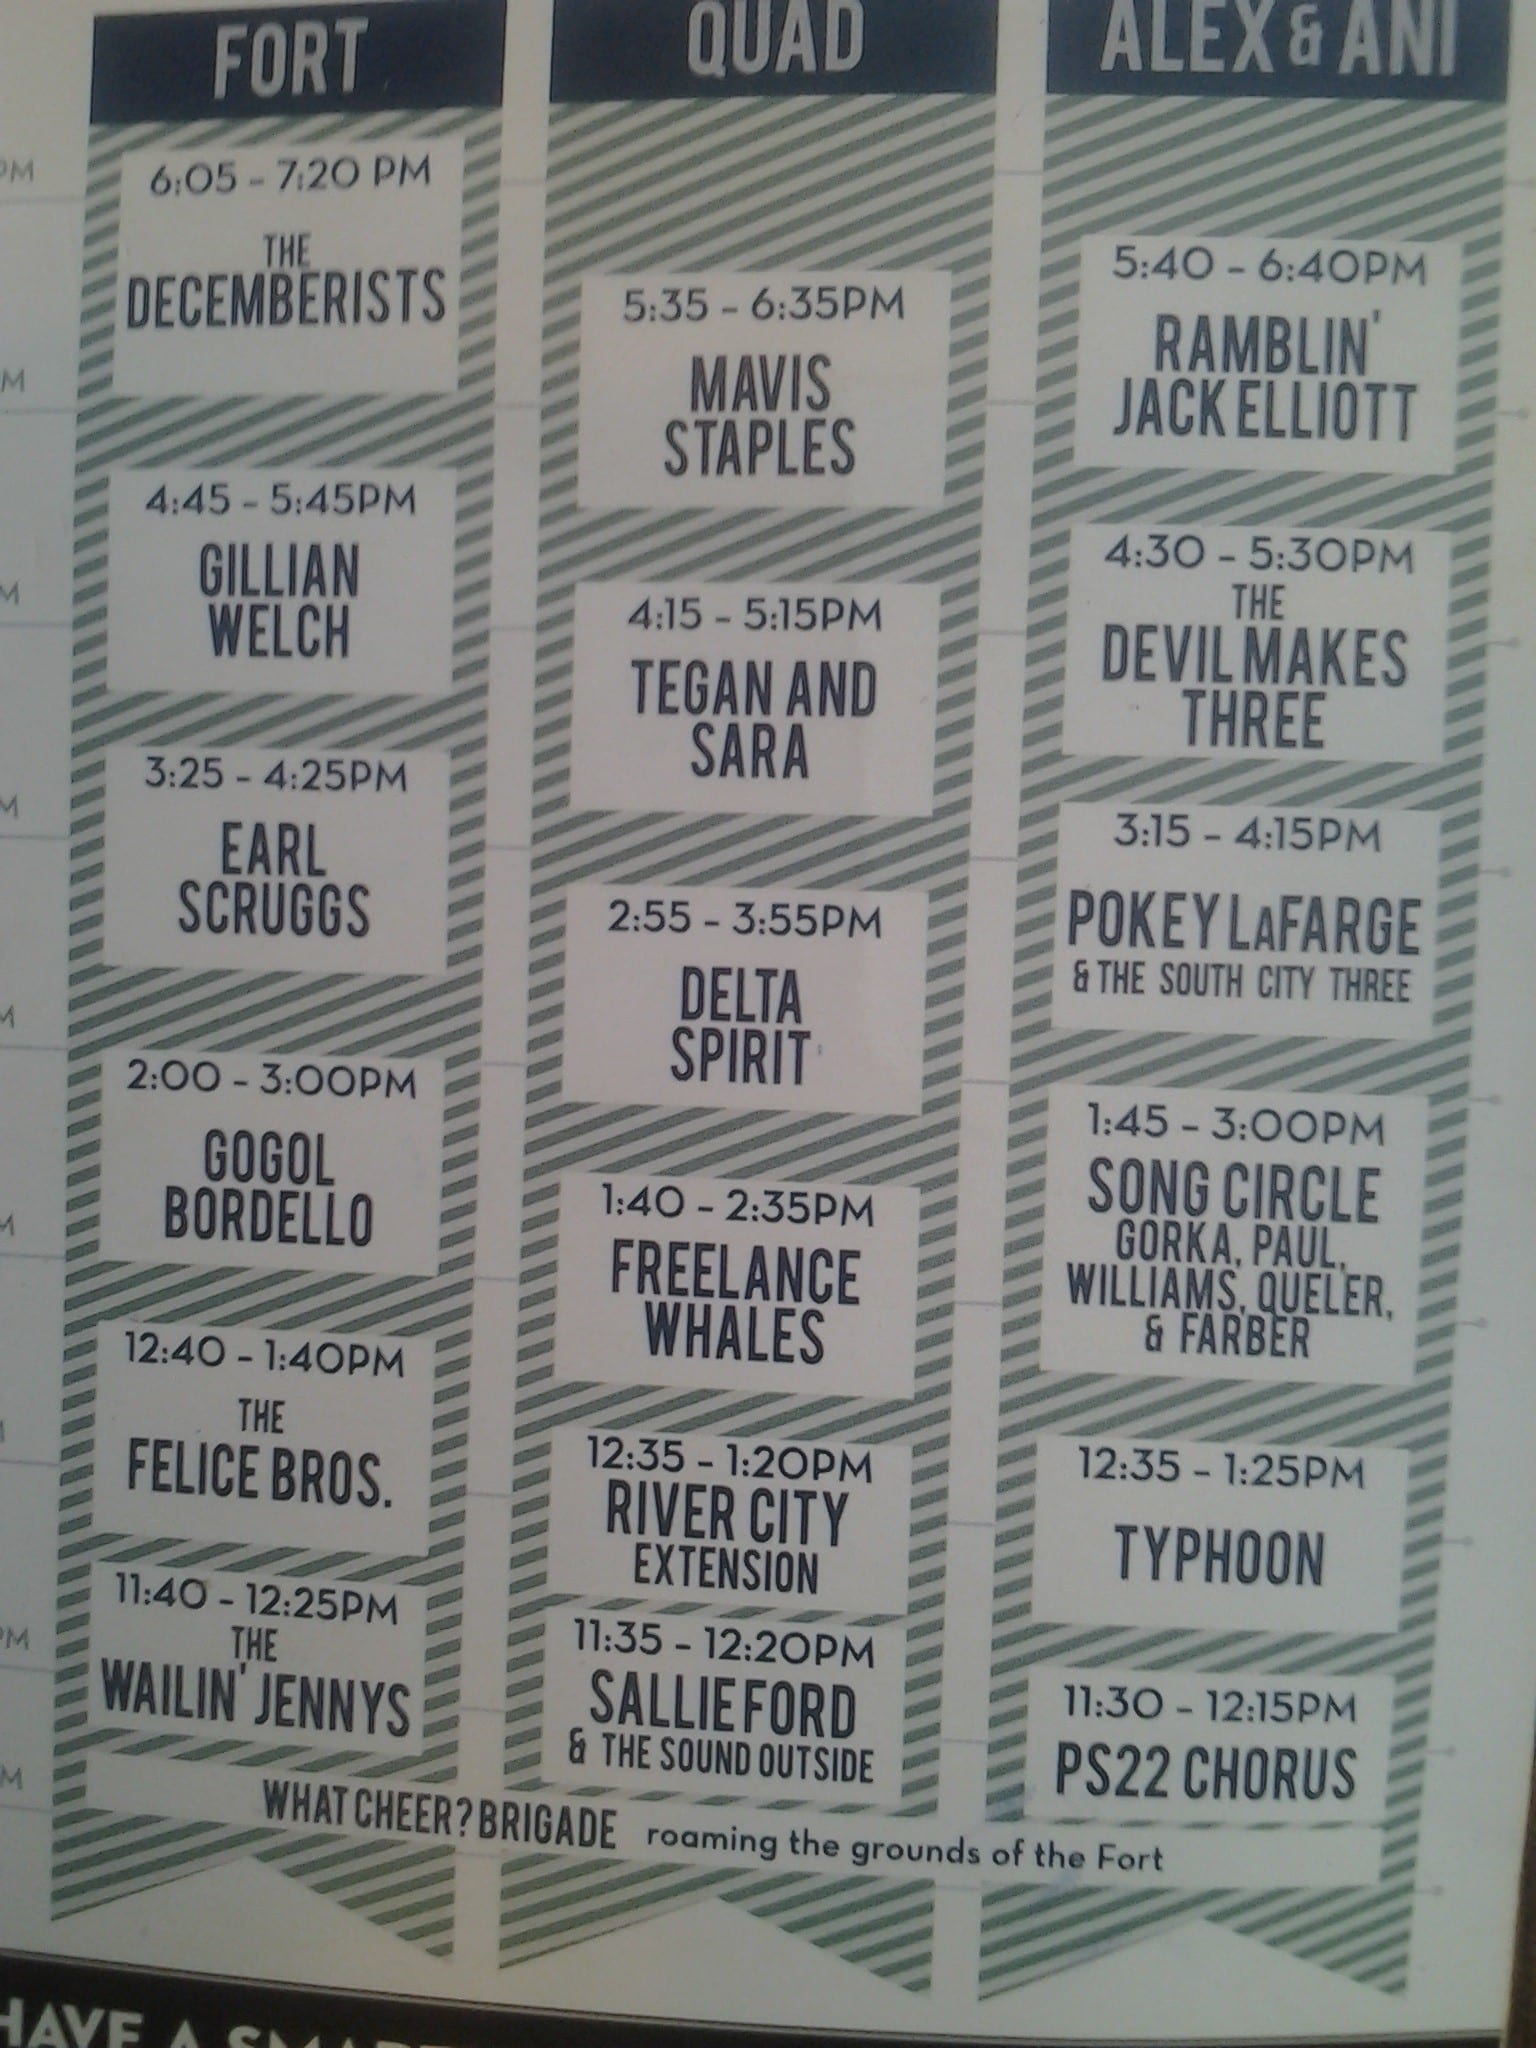 FORT
6:05 - 7:20 PM
THE
DECEMBERISTS
4:45 - 5:45PM
GILLIAN
WELCH
3:25 - 4:25PM
EARL
SCRUGGS
2:00 - 3:00PM
GOGOL
BORDELLO
12:40 - 1:40PM
THE
FELICE BROS.
11:40 - 12:25PM
THE
WAILIN' JENNYS
QUAD
5:35 - 6:35PM
MAVIS
STAPLES
4:15 - 5:15PM
TEGAN AND
SARA
2:55 - 3:55PM
DELTA
SPIRIT
1:40 - 2:35PM
FREELANCE
WHALES
12:35 - 1:20PM
RIVER CITY
EXTENSION
11:35 - 12:20PM
SALLIE FORD
& THE SOUND OUTSIDE
ALEX & ANI
5:40 - 6:40PM
RAMBLIN'
JACK ELLIOTT
4:30 - 5:30PM
THE
DEVIL MAKES
THREE
3:15 - 4:15PM
POKEY LAFARGE
& THE SOUTH CITY THREE
1:45 - 3:00PM
SONG CIRCLE
GORKA, PAUL,
WILLIAMS, QUELER,
& FARBER
12:35 - 1:25PM
TYPHOON
11:30 - 12:15PM
PS22 CHORUS
WHAT CHEER? BRIGADE roaming the grounds of the Fort
HAVE A